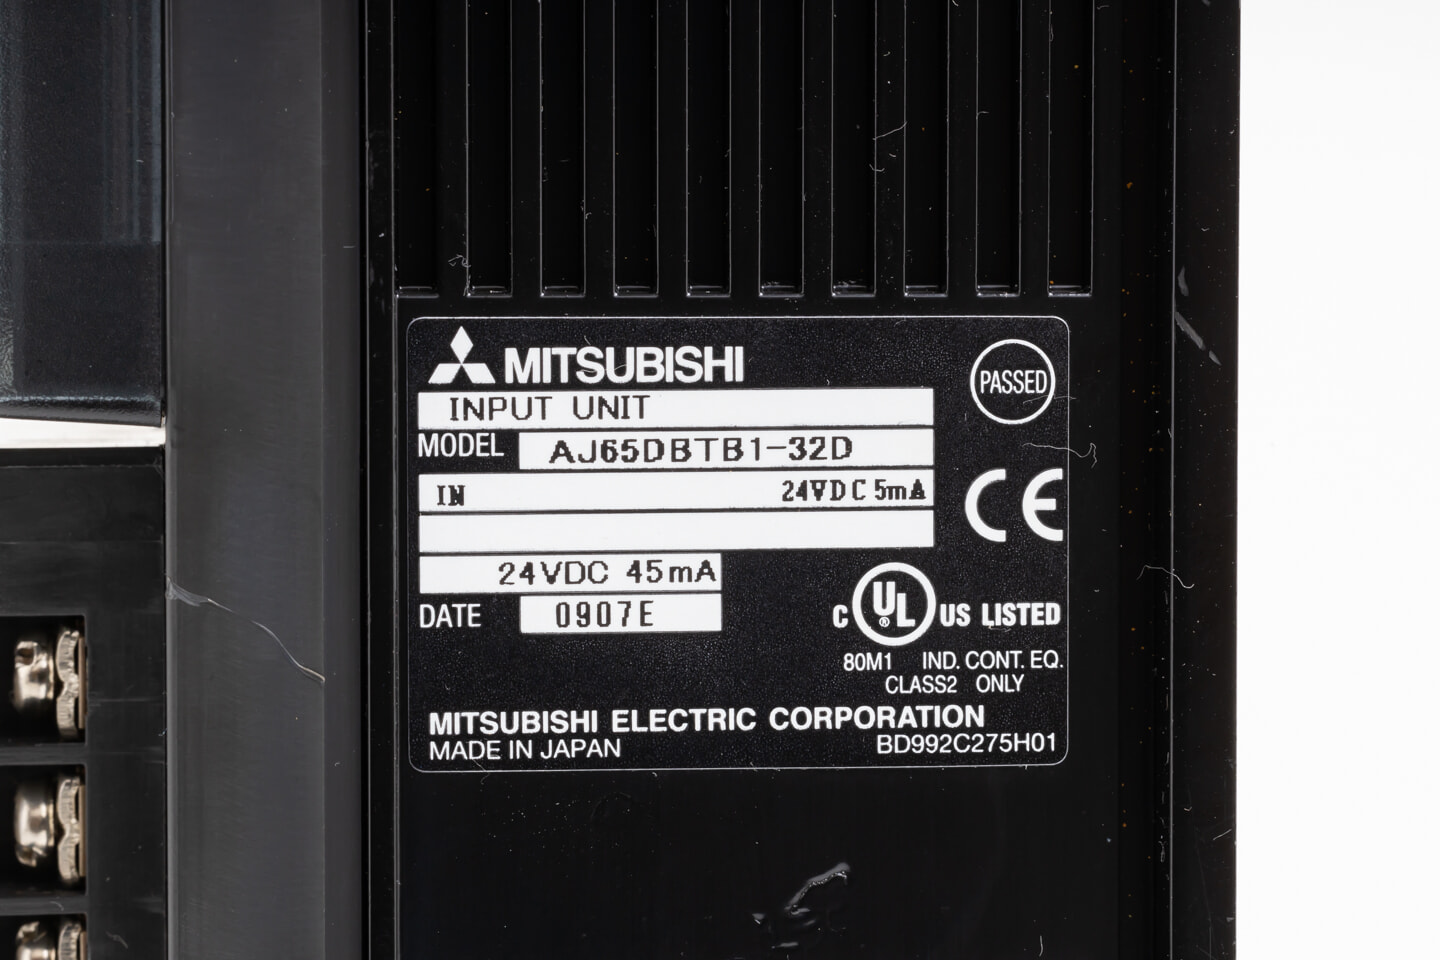 MITSUBISHI
PASSED
INPUT UNIT
MODEL AJ65DBTB1-32D
IN 24VDC 5mA
CE
24VDC 45mA
DATE 0907E
C UL® US LISTED
80M1 IND. CONT. EQ.
CLASS2 ONLY
MITSUBISHI ELECTRIC CORPORATION
MADE IN JAPAN BD992C275H01